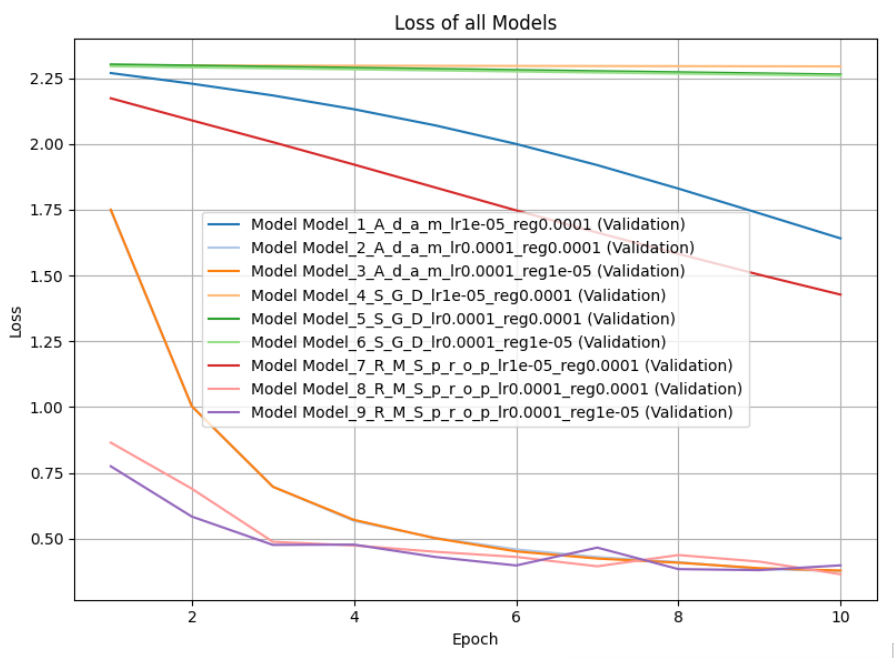 Loss of all Models
2.25
2.00
1.75
1.50
1.25
1.00
0.75
0.50
Loss
Model Model_1_A_d_a_m_lr1e-05_reg0.0001 (Validation)
Model Model_2_A_d_a_m_lr0.0001_reg0.0001 (Validation)
Model Model_3_A_d_a_m_lr0.0001_reg1e-05 (Validation)
Model Model_4_S_G_D_lr1e-05_reg0.0001 (Validation)
Model Model_5_S_G_D_lr0.0001_reg0.0001 (Validation)
Model Model_6_S_G_D_lr0.0001_reg1e-05 (Validation)
Model Model_7_R_M_S_p_r_o_p_lr1e-05_reg0.0001 (Validation)
Model Model_8_R_M_S_p_r_o_p_lr0.0001_reg0.0001 (Validation)
Model Model_9_R_M_S_p_r_o_p_lr0.0001_reg1e-05 (Validation)
2 4 6 8 10
Epoch